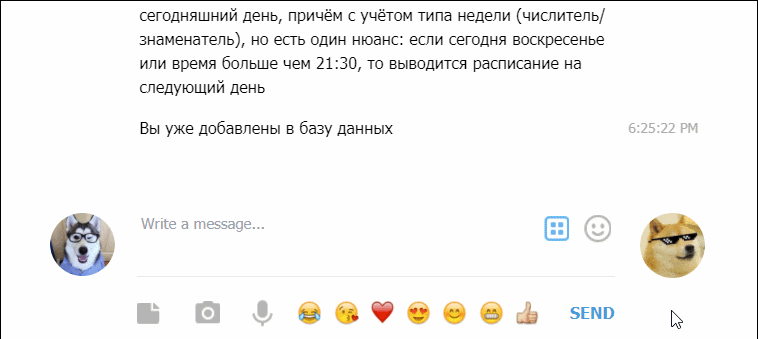 сегодняшний день, причём с учётом типа недели (числитель/
знаменатель), но есть один нюанс: если сегодня воскресенье
или время больше чем 21:30, то выводится расписание на
следующий день
Вы уже добавлены в базу данных 6:25:22 PM
Write a message...
SEND